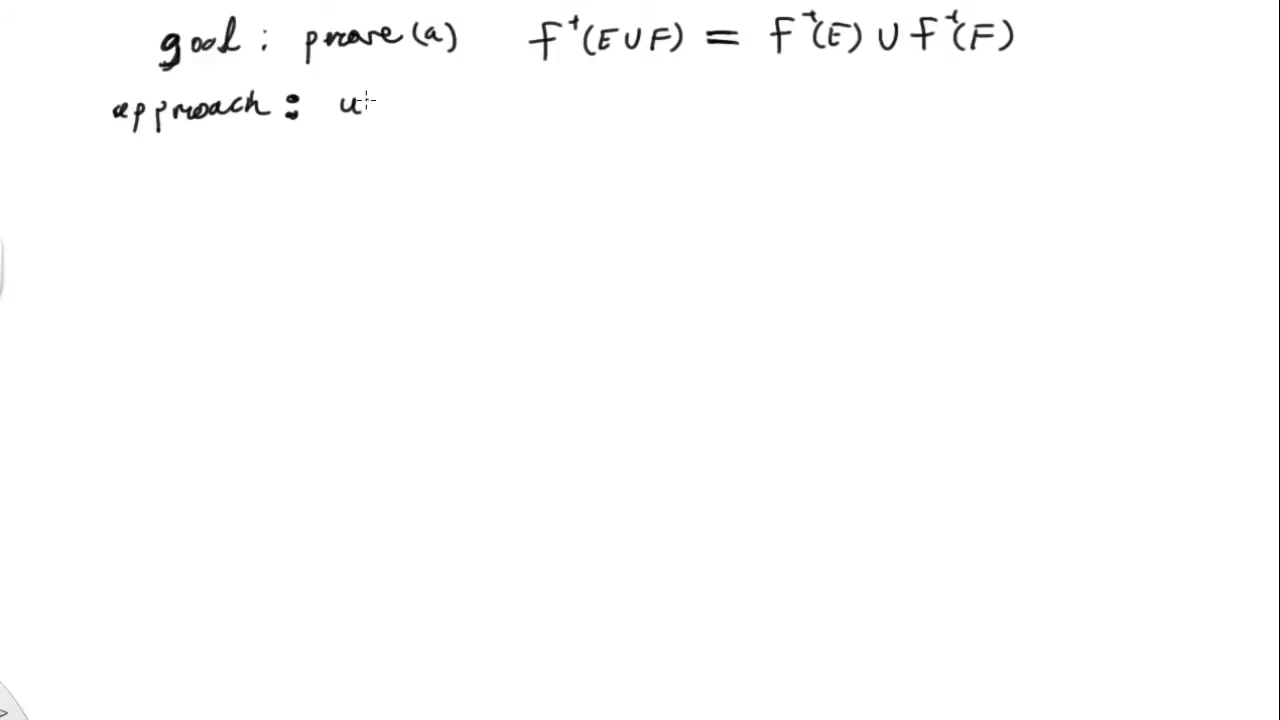 goal : prove (a) f⁻¹(E ∪ F) = f⁻¹(E) ∪ f⁻¹(F)
approach : u